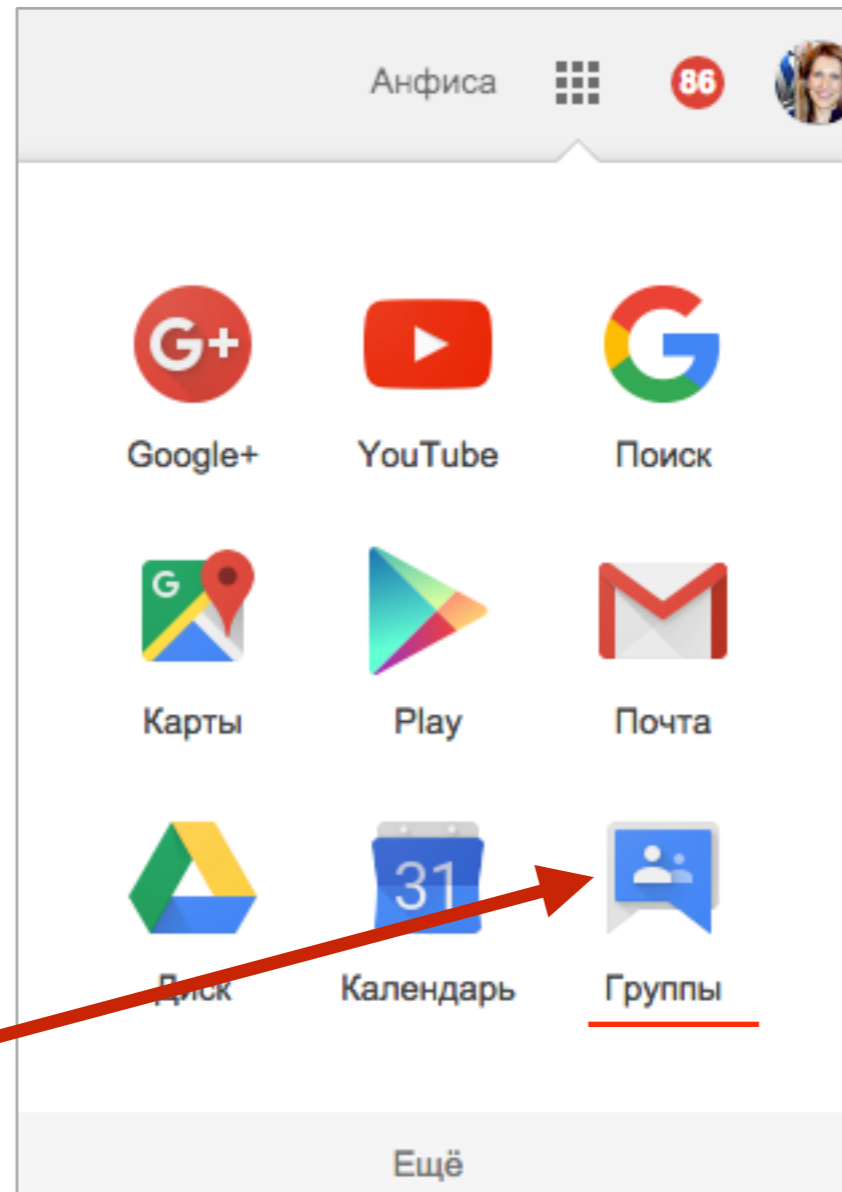 Анфиса 86
G+
Google+ YouTube Поиск
G
Карты Play Почта
31
Диск Календарь Группы
Ещё